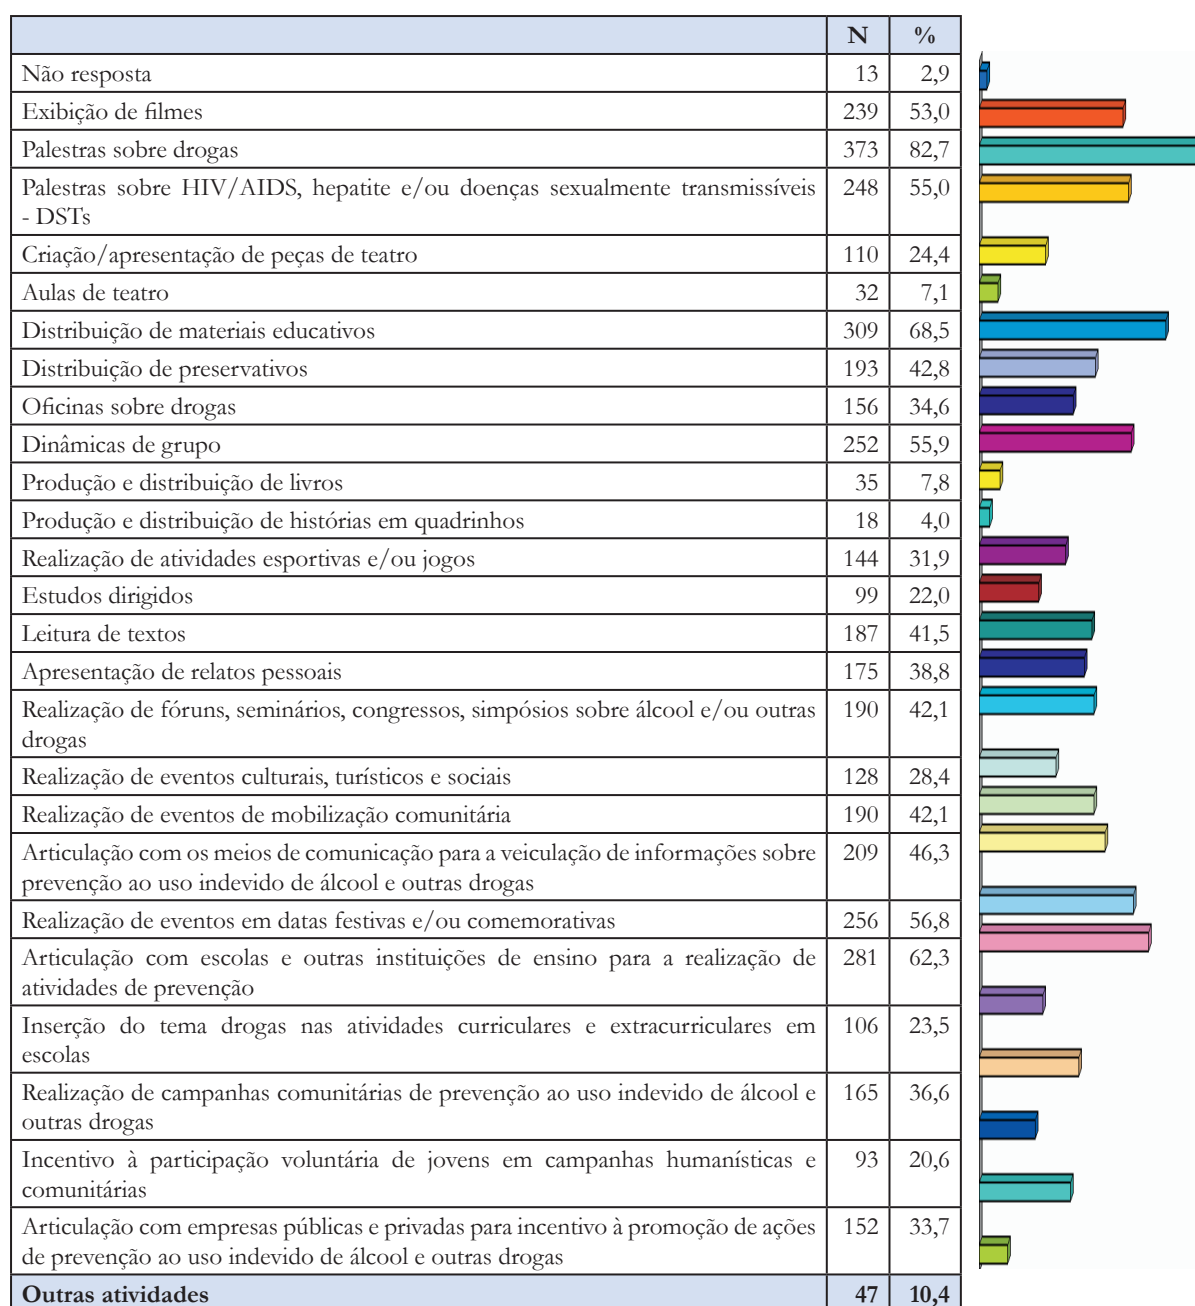 N %
Não resposta 13 2,9
Exibição de filmes 239 53,0
Palestras sobre drogas 373 82,7
Palestras sobre HIV/AIDS, hepatite e/ou doenças sexualmente transmissíveis 248 55,0
- DSTs
Criação/apresentação de peças de teatro 110 24,4
Aulas de teatro 32 7,1
Distribuição de materiais educativos 309 68,5
Distribuição de preservativos 193 42,8
Oficinas sobre drogas 156 34,6
Dinâmicas de grupo 252 55,9
Produção e distribuição de livros 35 7,8
Produção e distribuição de histórias em quadrinhos 18 4,0
Realização de atividades esportivas e/ou jogos 144 31,9
Estudos dirigidos 99 22,0
Leitura de textos 187 41,5
Apresentação de relatos pessoais 175 38,8
Realização de fóruns, seminários, congressos, simpósios sobre álcool e/ou outras 190 42,1
drogas
Realização de eventos culturais, turísticos e sociais 128 28,4
Realização de eventos de mobilização comunitária 190 42,1
Articulação com os meios de comunicação para a veiculação de informações sobre 209 46,3
prevenção ao uso indevido de álcool e outras drogas
Realização de eventos em datas festivas e/ou comemorativas 256 56,8
Articulação com escolas e outras instituições de ensino para a realização de 281 62,3
atividades de prevenção
Inserção do tema drogas nas atividades curriculares e extracurriculares em 106 23,5
escolas
Realização de campanhas comunitárias de prevenção ao uso indevido de álcool e 165 36,6
outras drogas
Incentivo à participação voluntária de jovens em campanhas humanísticas e 93 20,6
comunitárias
Articulação com empresas públicas e privadas para incentivo à promoção de ações 152 33,7
de prevenção ao uso indevido de álcool e outras drogas
Outras atividades 47 10,4